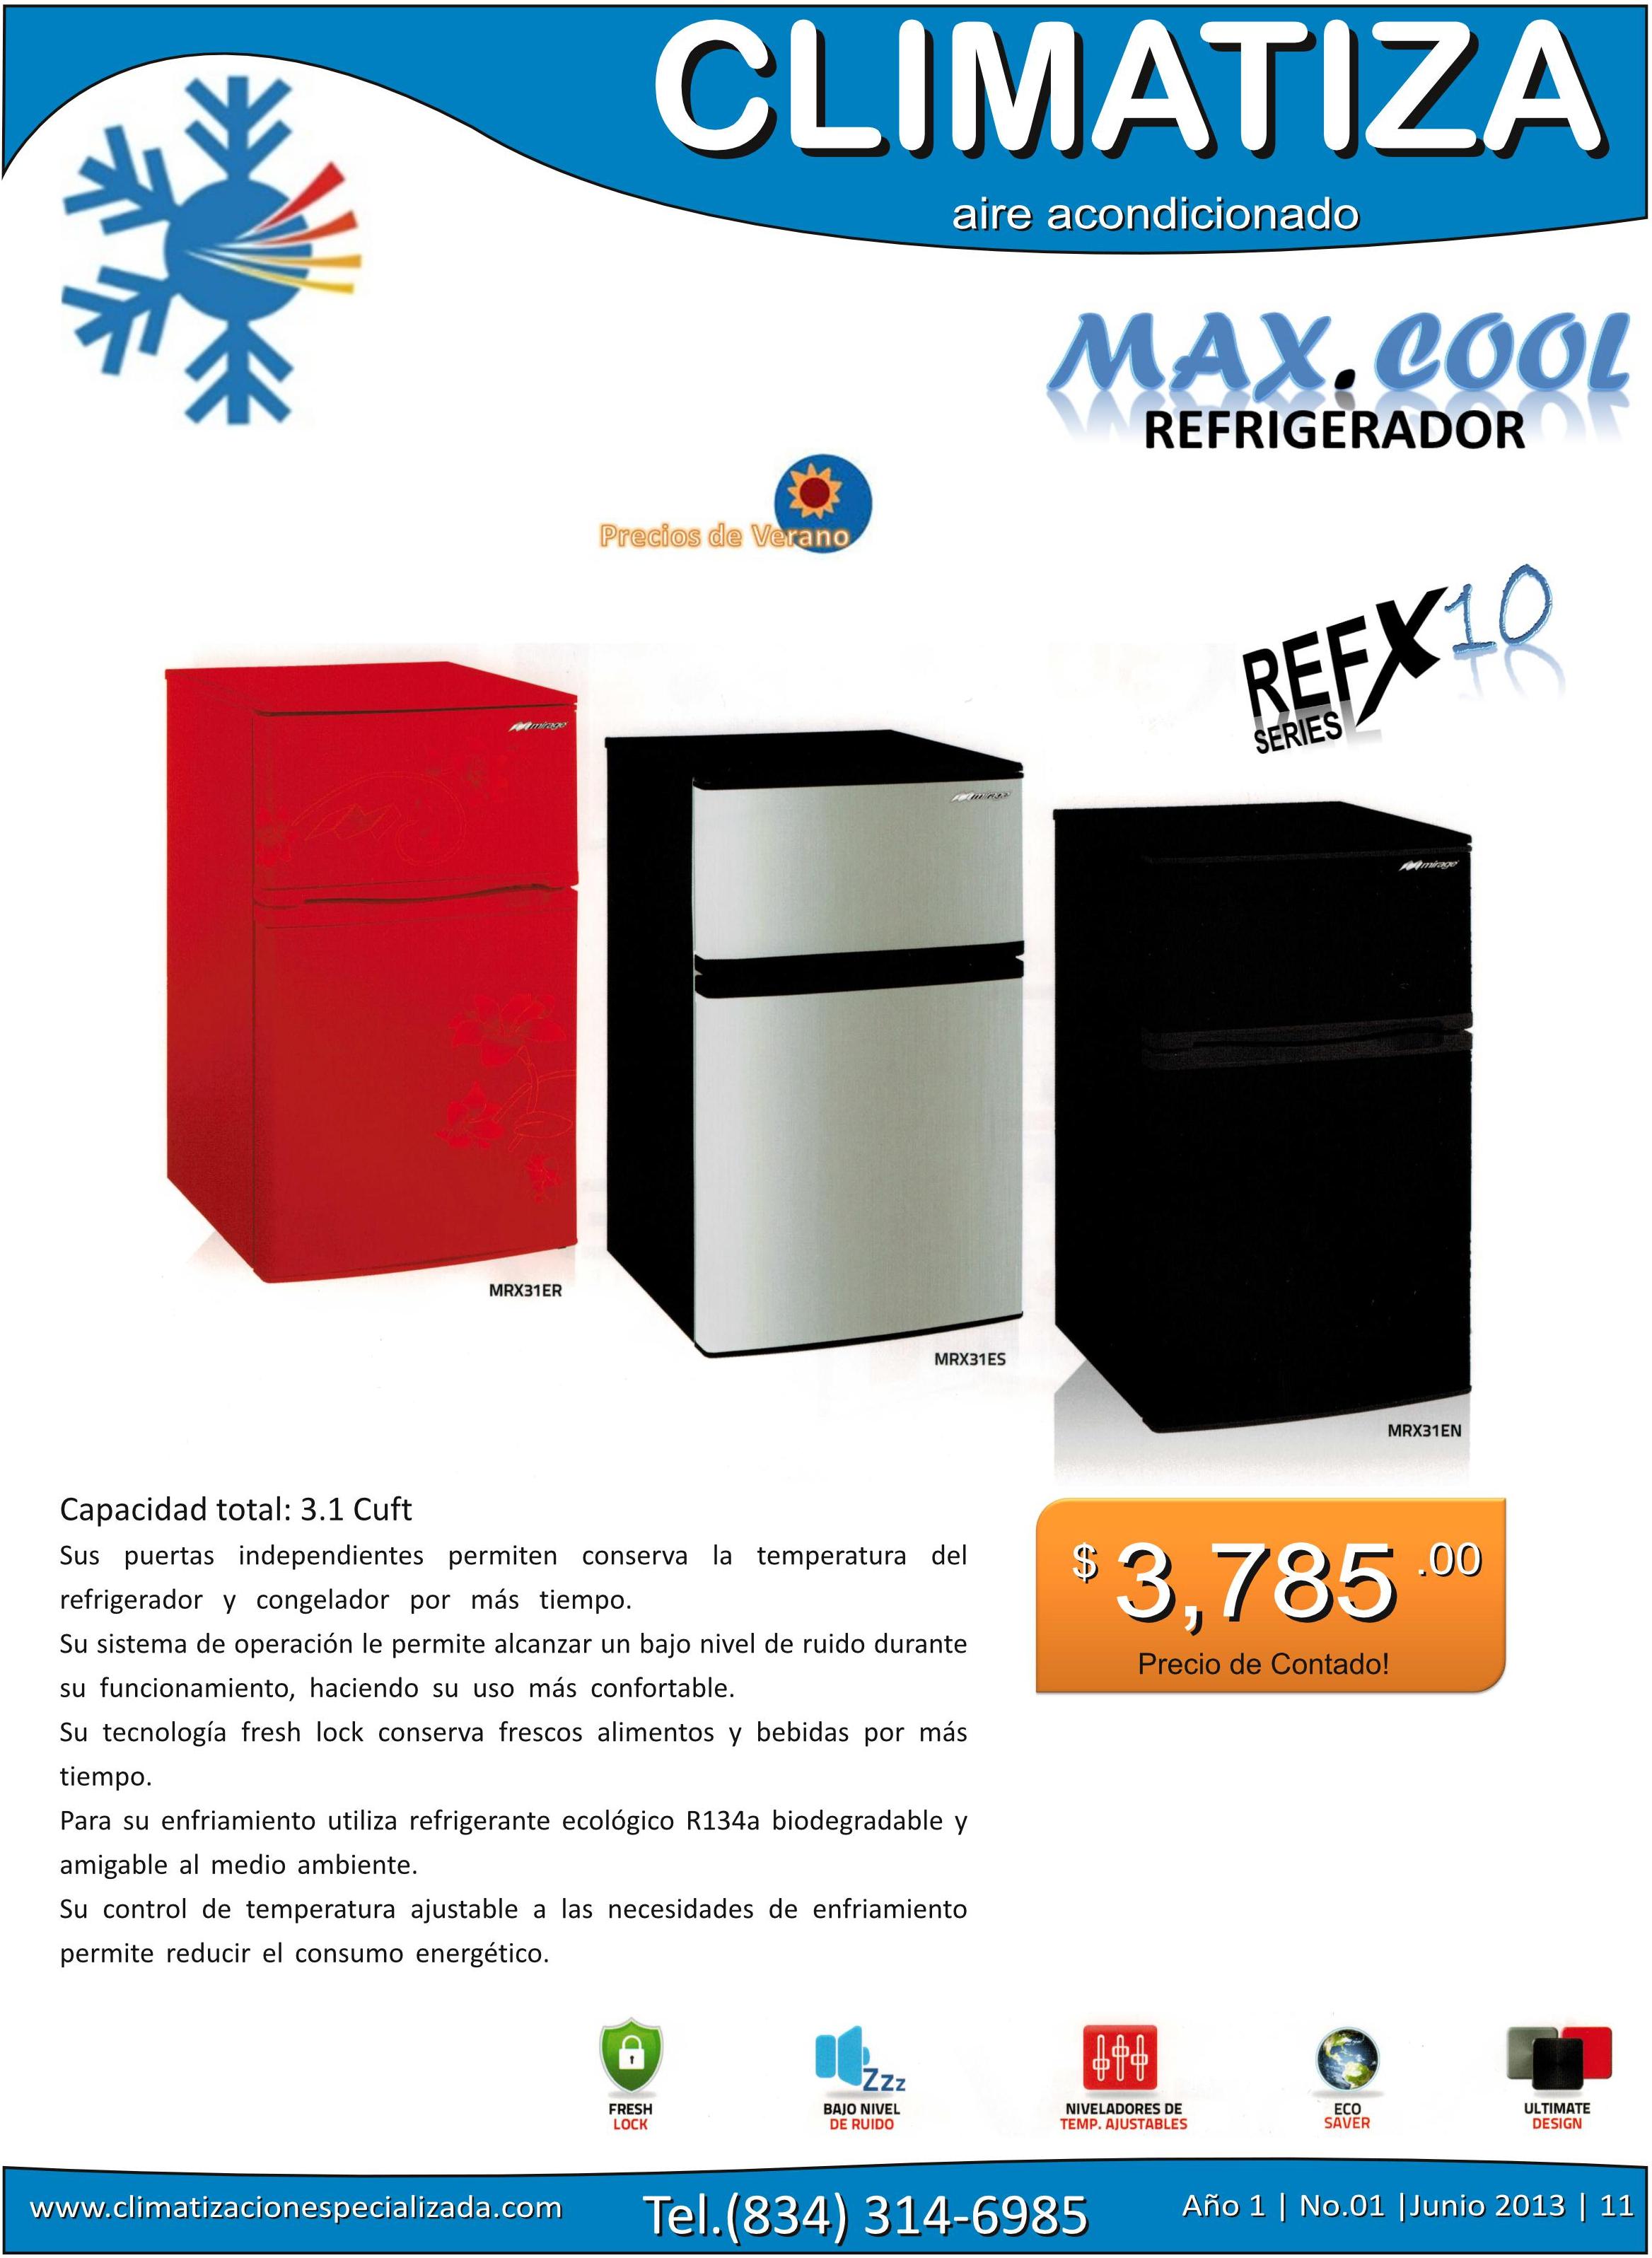 CLIMATIZA
aire acondicionado
MAX.COOL
REFRIGERADOR
Precios de Verano
REFX10
SERIES
mirage
mirage
mirage
MRX31ER
MRX31ES
MRX31EN
Capacidad total: 3.1 Cuft
Sus puertas independientes permiten conserva la temperatura del
refrigerador y congelador por más tiempo.
Su sistema de operación le permite alcanzar un bajo nivel de ruido durante
su funcionamiento, haciendo su uso más confortable.
Su tecnología fresh lock conserva frescos alimentos y bebidas por más
tiempo.
Para su enfriamiento utiliza refrigerante ecológico R134a biodegradable y
amigable al medio ambiente.
Su control de temperatura ajustable a las necesidades de enfriamiento
permite reducir el consumo energético.
$ 3,785.00
Precio de Contado!
Zzz
FRESH
LOCK
BAJO NIVEL
DE RUIDO
NIVELADORES DE
TEMP. AJUSTABLES
ECO
SAVER
ULTIMATE
DESIGN
www.climatizacionespecializada.com
Tel.(834) 314-6985
Año 1 | No.01 |Junio 2013 | 11